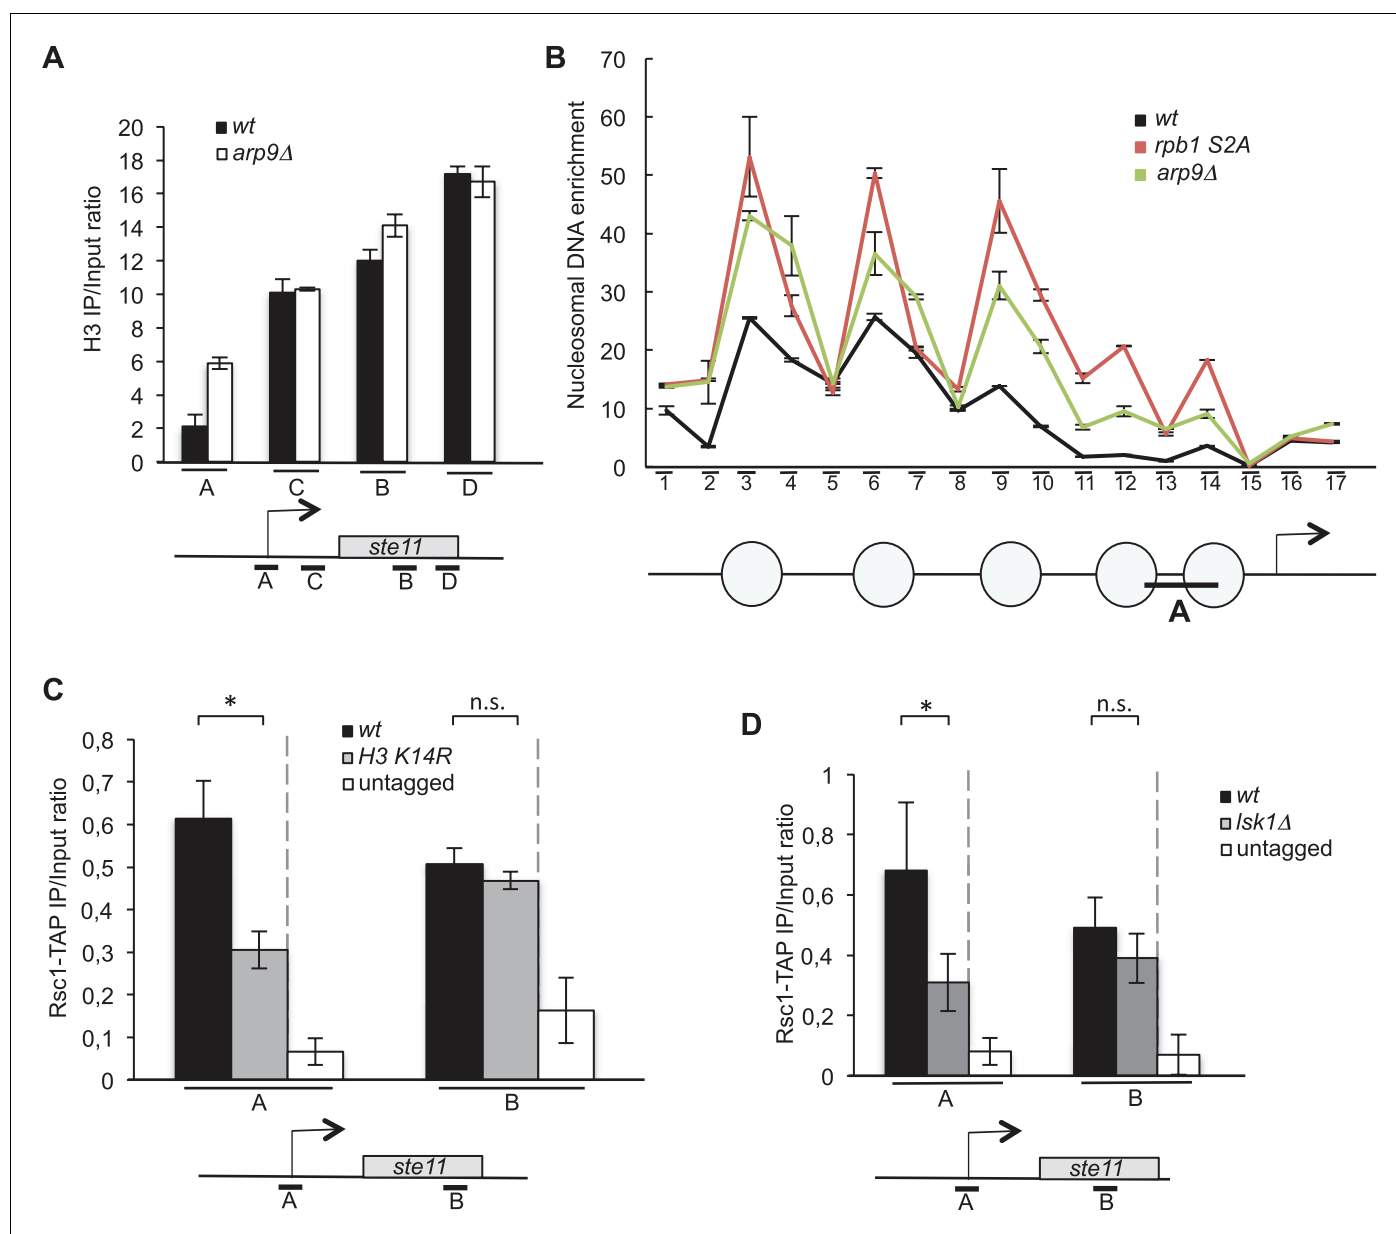 A
wt
arp9Δ
H3 IP/Input ratio
20
18
16
14
12
10
8
6
4
2
0
A C B D
ste11
A C B D
B
Nucleosomal DNA enrichment
70
60
50
40
30
20
10
0
wt
rpb1 S2A
arp9Δ
1 2 3 4 5 6 7 8 9 10 11 12 13 14 15 16 17
A
C
* n.s.
wt
H3 K14R
untagged
Rsc1-TAP IP/Input ratio
0,8
0,7
0,6
0,5
0,4
0,3
0,2
0,1
0
A B
ste11
A B
D
* n.s.
wt
lsk1Δ
untagged
Rsc1-TAP IP/Input ratio
1
0,8
0,6
0,4
0,2
0
A B
ste11
A B